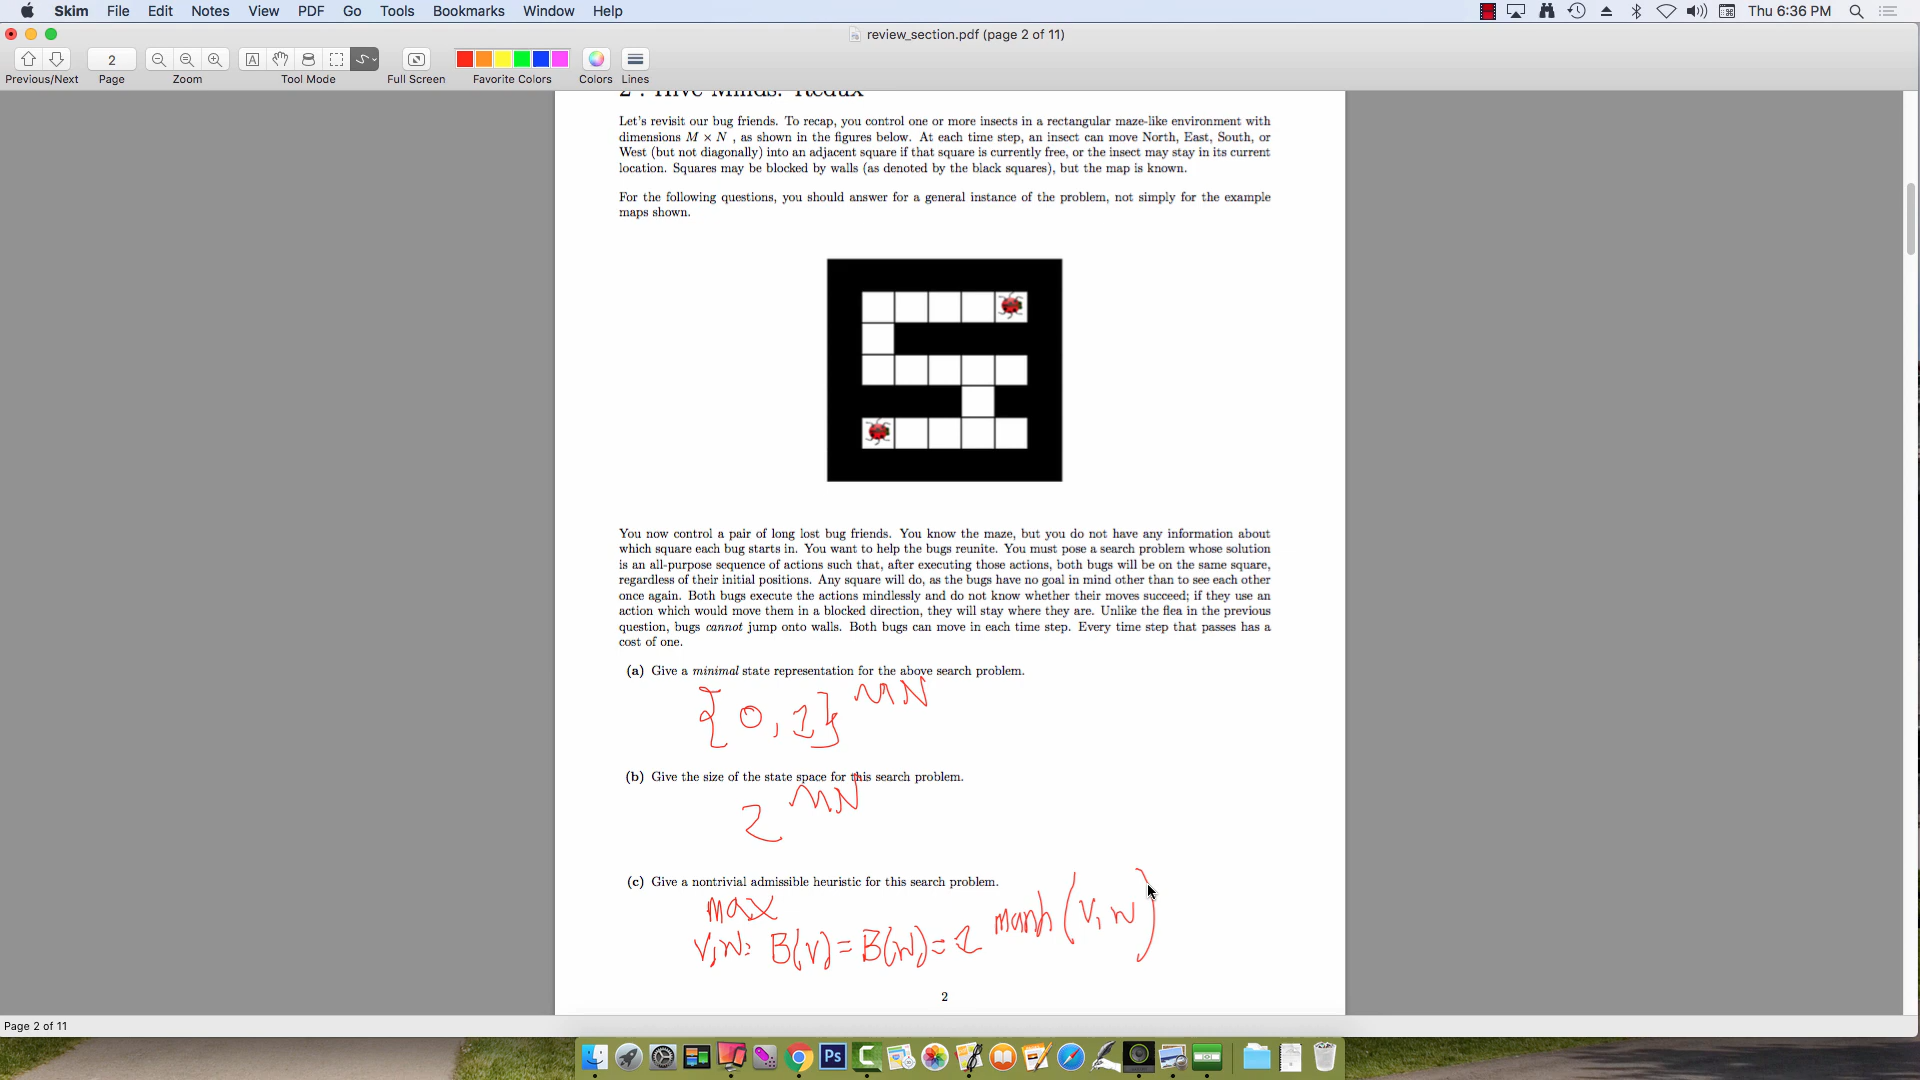 Skim File Edit Notes View PDF Go Tools Bookmarks Window Help Thu 6:36 PM
review_section.pdf (page 2 of 11)
2
Previous/Next Page Zoom Tool Mode Full Screen Favorite Colors Colors Lines
2 . Hive Minds: Redux
Let's revisit our bug friends. To recap, you control one or more insects in a rectangular maze-like environment with
dimensions M × N , as shown in the figures below. At each time step, an insect can move North, East, South, or
West (but not diagonally) into an adjacent square if that square is currently free, or the insect may stay in its current
location. Squares may be blocked by walls (as denoted by the black squares), but the map is known.
For the following questions, you should answer for a general instance of the problem, not simply for the example
maps shown.
You now control a pair of long lost bug friends. You know the maze, but you do not have any information about
which square each bug starts in. You want to help the bugs reunite. You must pose a search problem whose solution
is an all-purpose sequence of actions such that, after executing those actions, both bugs will be on the same square,
regardless of their initial positions. Any square will do, as the bugs have no goal in mind other than to see each other
once again. Both bugs execute the actions mindlessly and do not know whether their moves succeed; if they use an
action which would move them in a blocked direction, they will stay where they are. Unlike the flea in the previous
question, bugs cannot jump onto walls. Both bugs can move in each time step. Every time step that passes has a
cost of one.
(a) Give a minimal state representation for the above search problem.
{0,1}^MN
(b) Give the size of the state space for this search problem.
2^MN
(c) Give a nontrivial admissible heuristic for this search problem.
max
v,w: B(v)=B(w)=1 manh(v,w)
2
Page 2 of 11
Ps